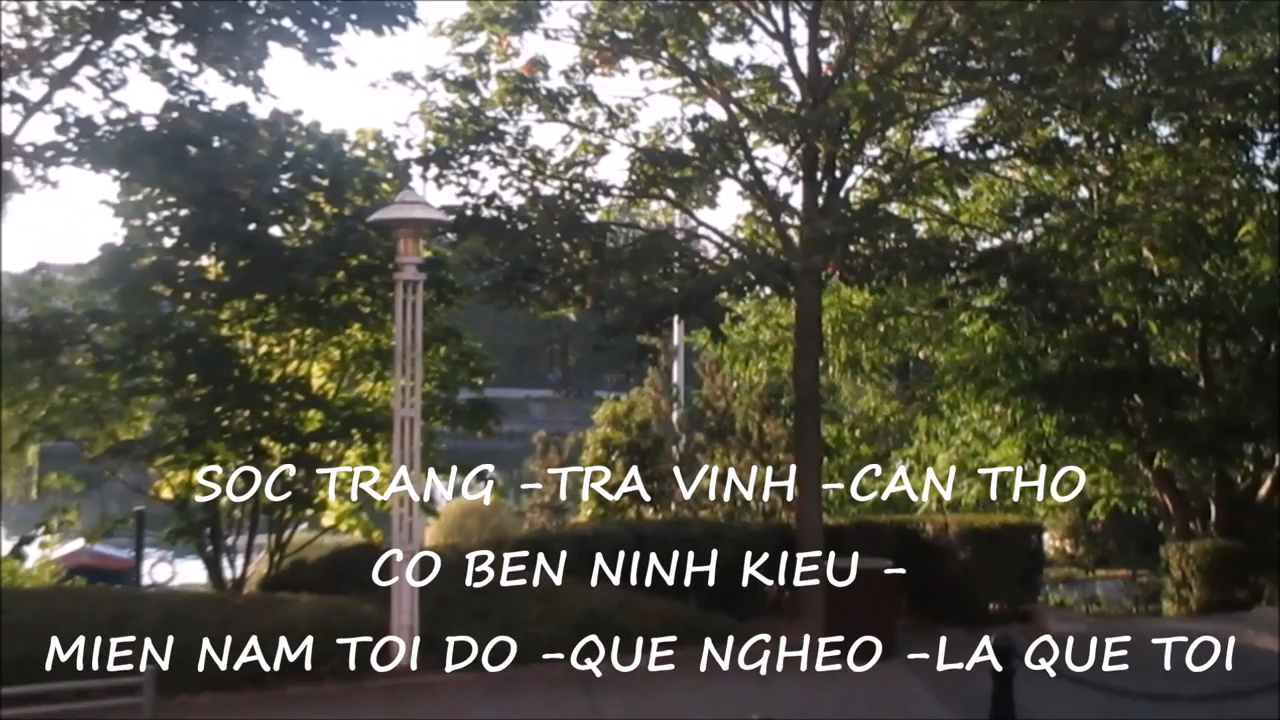 SOC TRANG -TRA VINH -CAN THO
CO BEN NINH KIEU -
MIEN NAM TOI DO -QUE NGHEO -LA QUE TOI